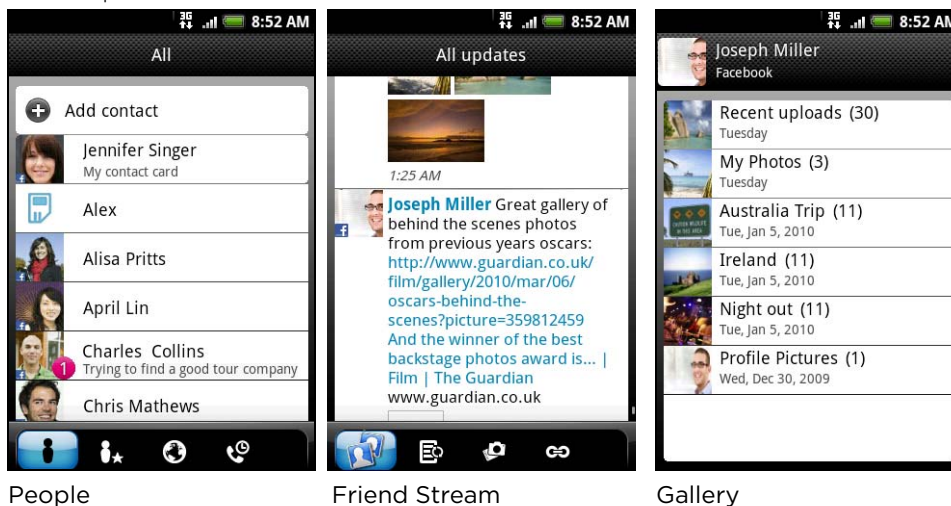 3G 8:52 AM
All
Add contact
Jennifer Singer
My contact card
Alex
Alisa Pritts
April Lin
Charles Collins
1 Trying to find a good tour company
Chris Mathews
People
3G 8:52 AM
All updates
1:25 AM
Joseph Miller Great gallery of
behind the scenes photos
from previous years oscars:
http://www.guardian.co.uk/
film/gallery/2010/mar/06/
oscars-behind-the-
scenes?picture=359812459
And the winner of the best
backstage photos award is... |
Film | The Guardian
www.guardian.co.uk
Friend Stream
3G 8:52 AM
Joseph Miller
Facebook
Recent uploads (30)
Tuesday
My Photos (3)
Tuesday
Australia Trip (11)
Tue, Jan 5, 2010
Ireland (11)
Tue, Jan 5, 2010
Night out (11)
Tue, Jan 5, 2010
Profile Pictures (1)
Wed, Dec 30, 2009
Gallery